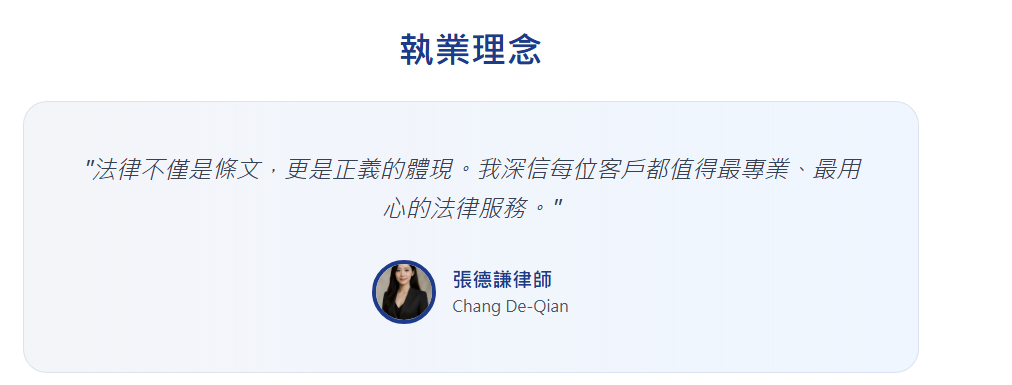 執業理念
"法律不僅是條文，更是正義的體現。我深信每位客戶都值得最專業、最用
心的法律服務。"
張德謙律師
Chang De-Qian